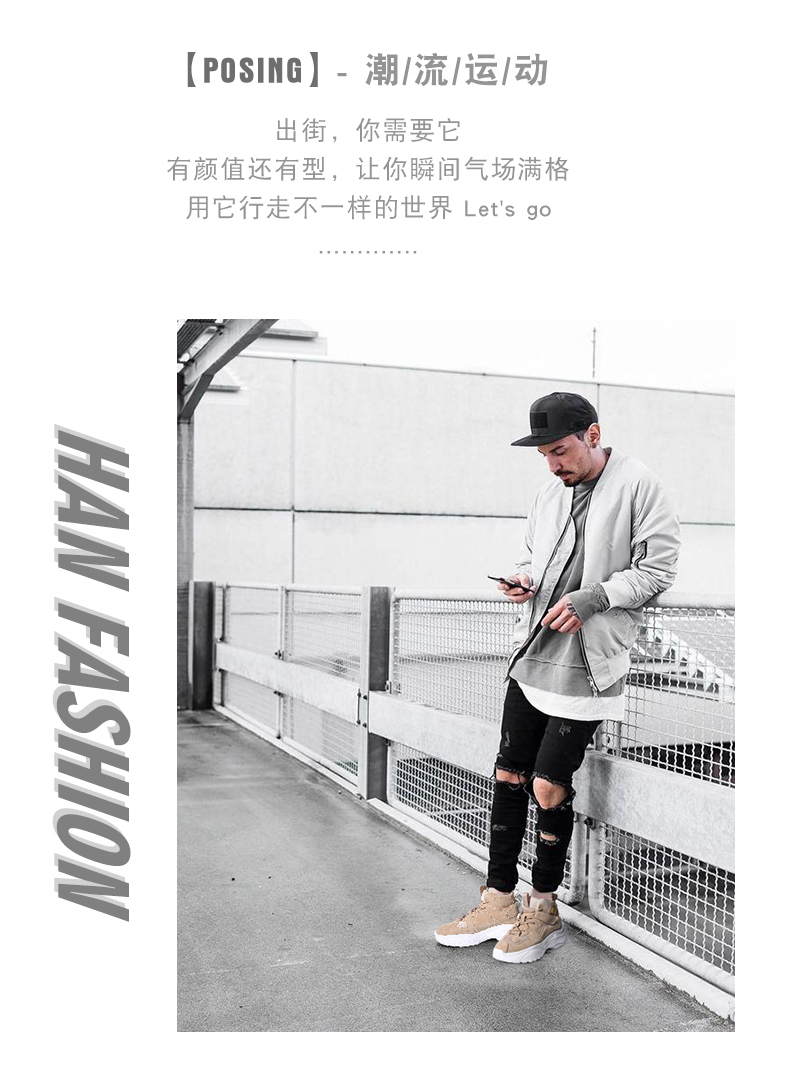 【POSING】- 潮/流/运/动
出街，你需要它
有颜值还有型，让你瞬间气场满格
用它行走不一样的世界 Let's go
.............
HAN FASHION